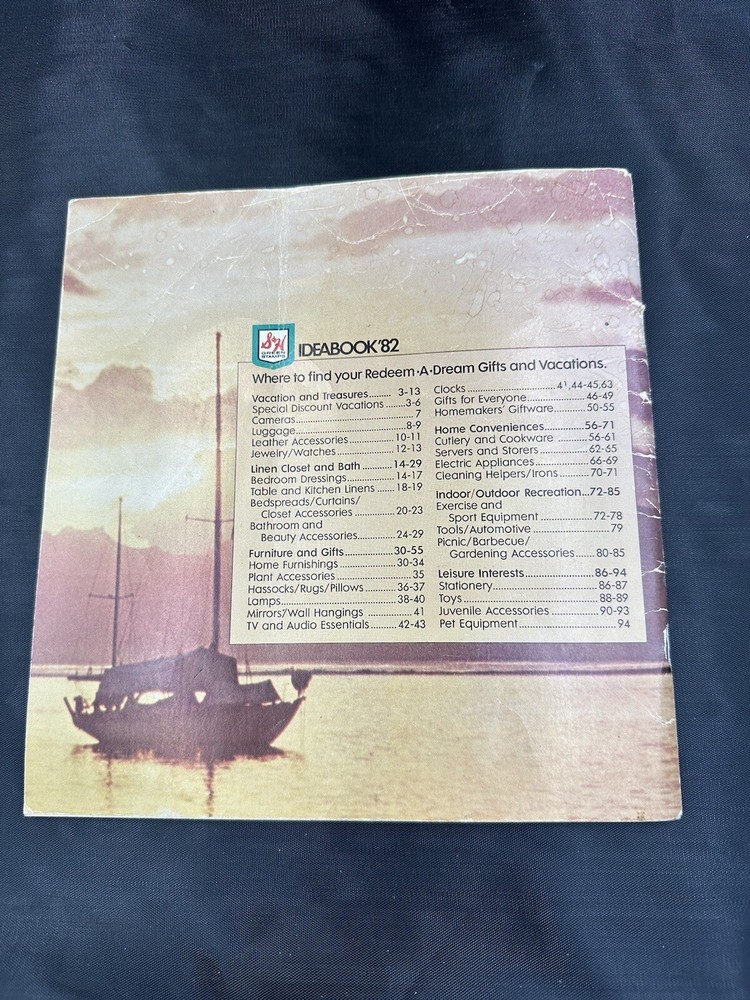 S&H
GREEN
STAMPS
IDEABOOK'82
Where to find your Redeem·A·Dream Gifts and Vacations.
Vacation and Treasures......... 3-13
Special Discount Vacations .......3-6
Cameras............................................. 7
Luggage...........................................8-9
Leather Accessories.................10-11
Jewelry/Watches......................12-13
Linen Closet and Bath............14-29
Bedroom Dressings..................14-17
Table and Kitchen Linens ......18-19
Bedspreads/Curtains/
Closet Accessories ...............20-23
Bathroom and
Beauty Accessories..............24-29
Furniture and Gifts...................30-55
Home Furnishings.....................30-34
Plant Accessories............................35
Hassocks/Rugs/Pillows............36-37
Lamps...........................................38-40
Mirrors/Wall Hangings ................41
TV and Audio Essentials..........42-43
Clocks ..............................41,44-45,63
Gifts for Everyone......................46-49
Homemakers' Giftware.............50-55
Home Conveniences.................56-71
Cutlery and Cookware ............56-61
Servers and Storers....................62-65
Electric Appliances....................66-69
Cleaning Helpers/Irons.............70-71
Indoor/Outdoor Recreation...72-85
Exercise and
Sport Equipment ....................72-78
Tools/Automotive ..........................79
Picnic/Barbecue/
Gardening Accessories.......80-85
Leisure Interests.........................86-94
Stationery....................................86-87
Toys...............................................88-89
Juvenile Accessories ................90-93
Pet Equipment.................................94